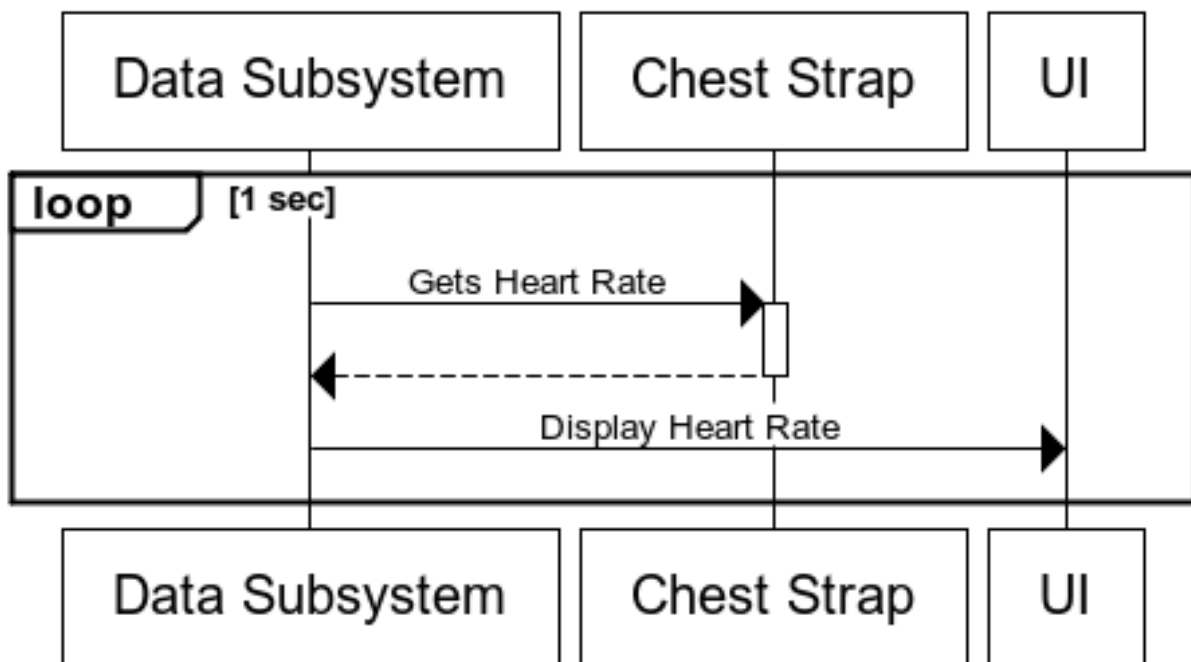 Data Subsystem
Chest Strap
UI
loop
[1 sec]
Gets Heart Rate
Display Heart Rate
Data Subsystem
Chest Strap
UI